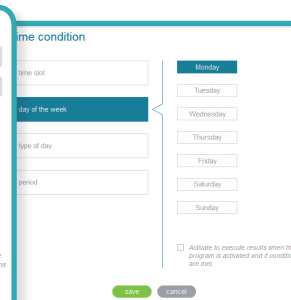 ime condition
time slot
day of the week
type of day
period
Monday
Tuesday
Wednesday
Thursday
Friday
Saturday
Sunday
Activate to execute results when th
program is activated and if conditio
are met.
save
cancel